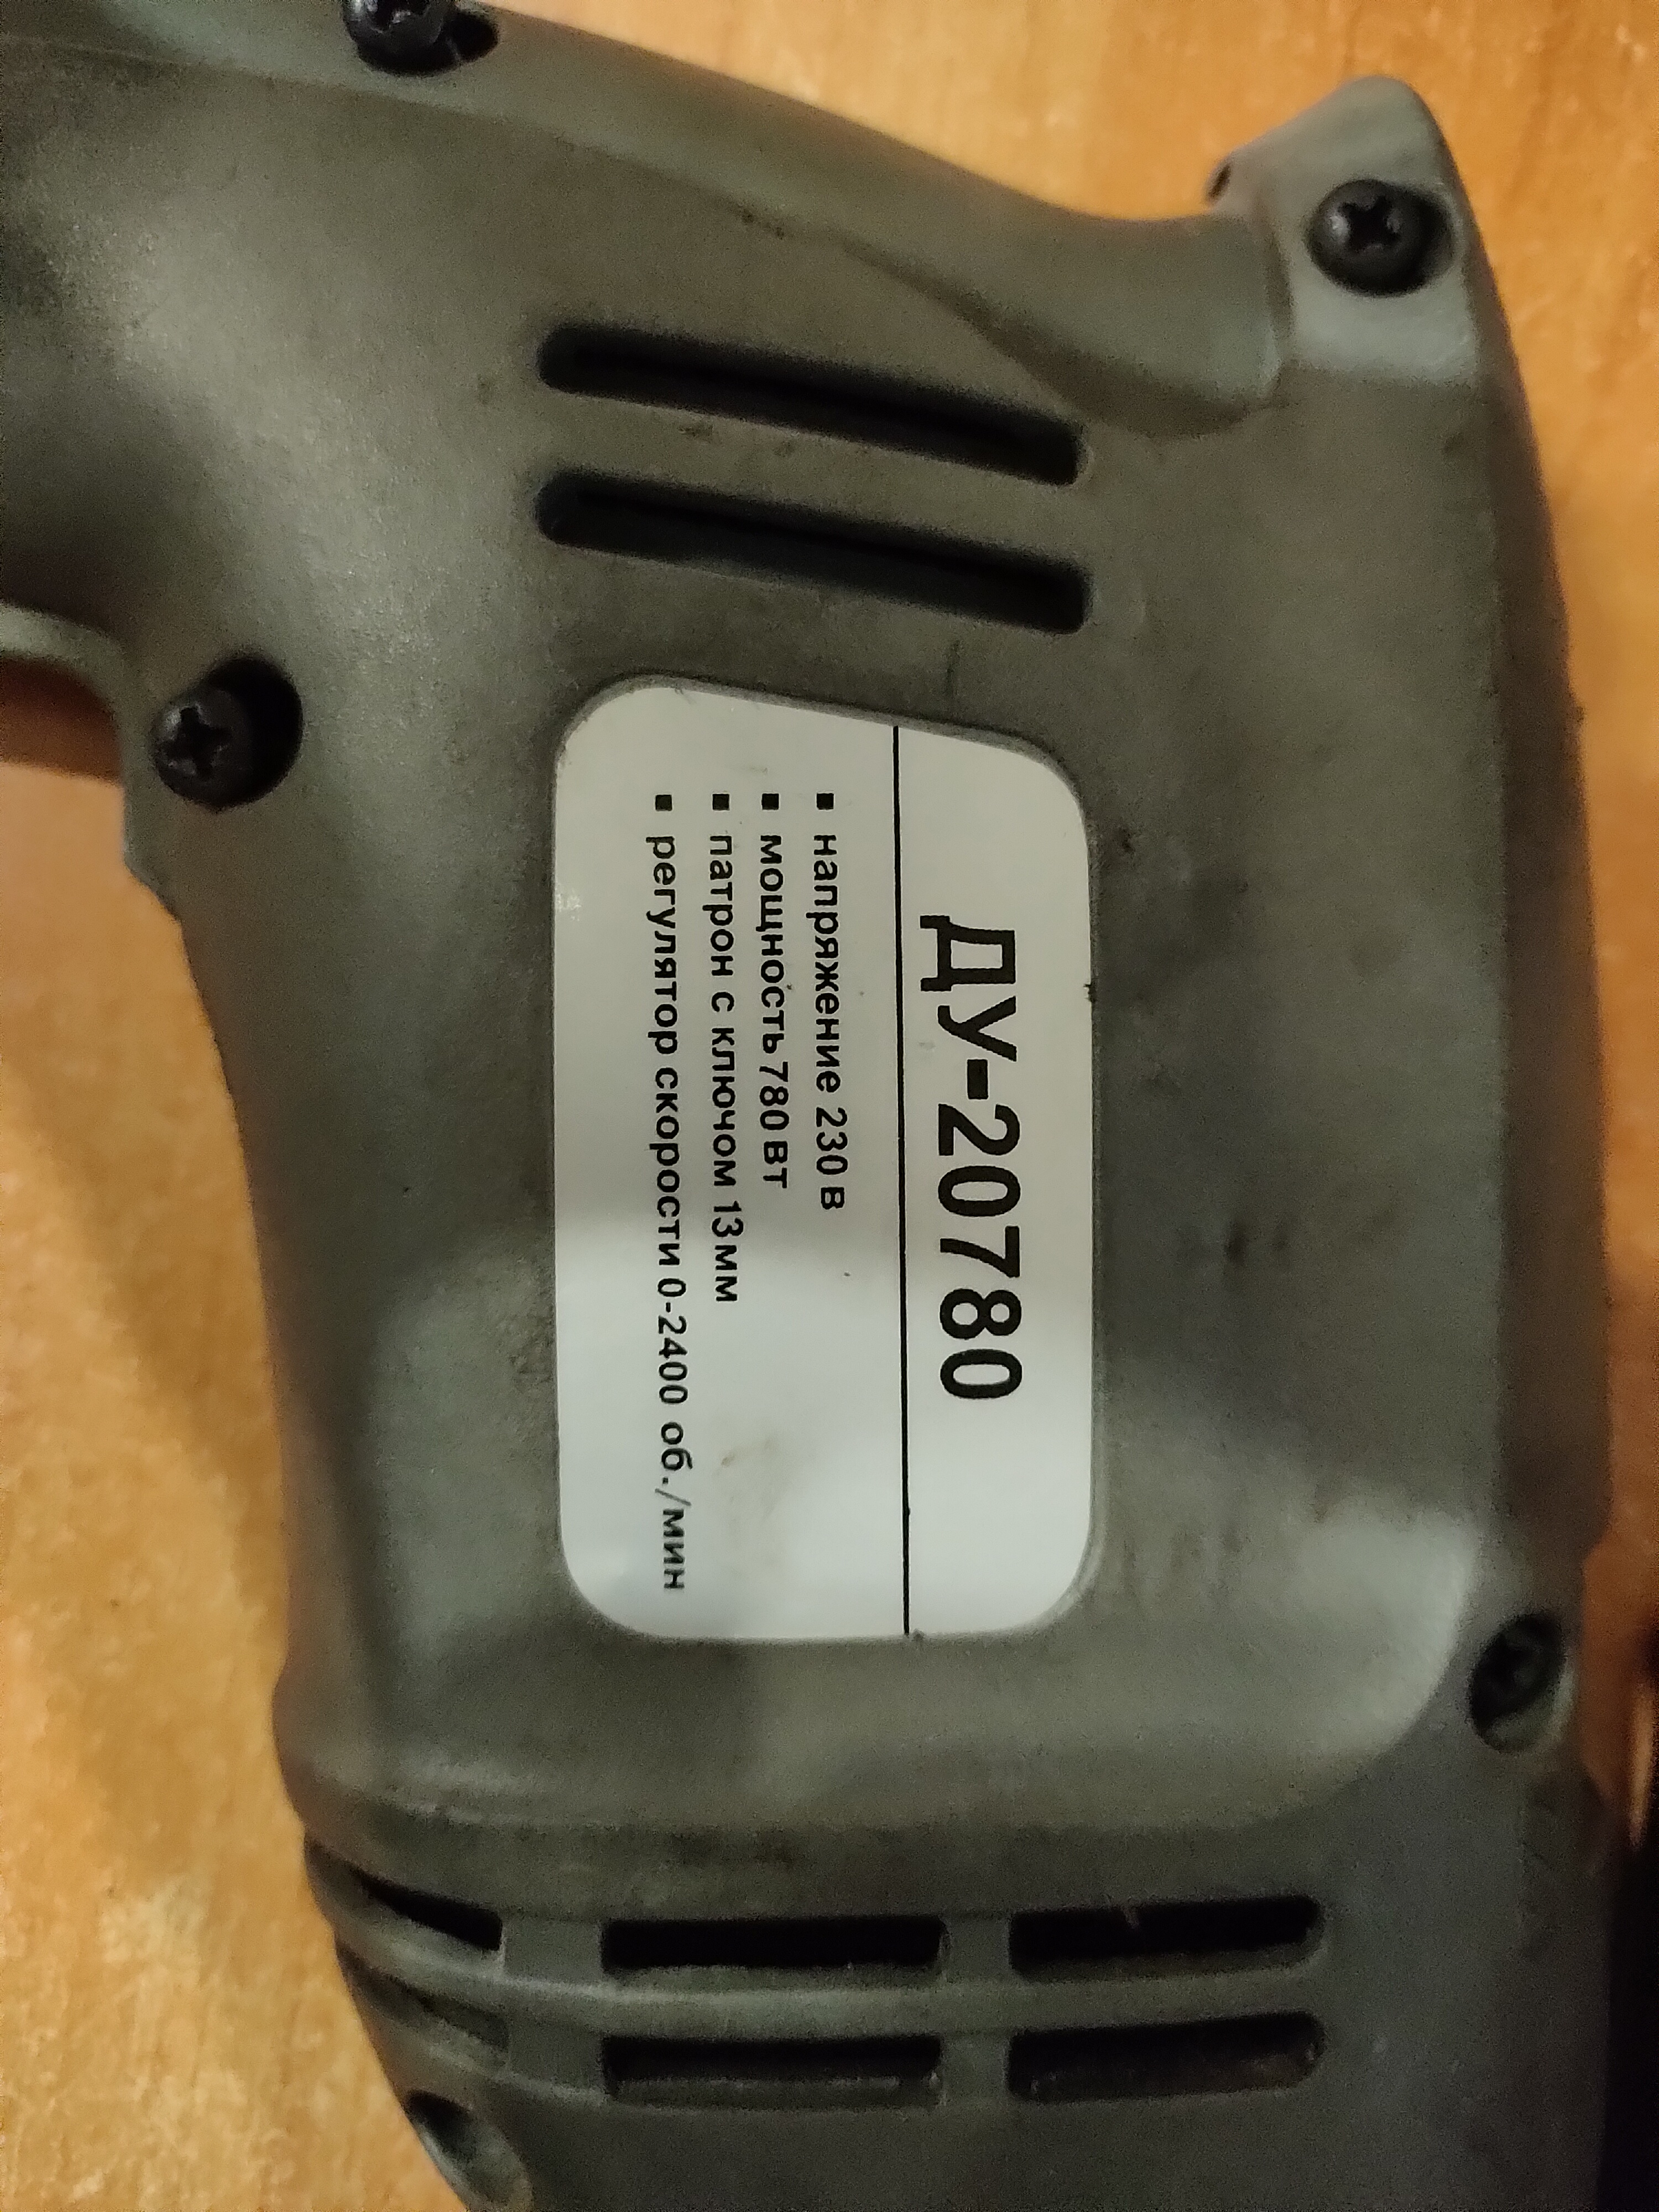 ДУ-20780
▪ напряжение 230 В
▪ мощность 780 Вт
▪ патрон с ключом 13мм
▪ регулятор скорости 0-2400 об./мин